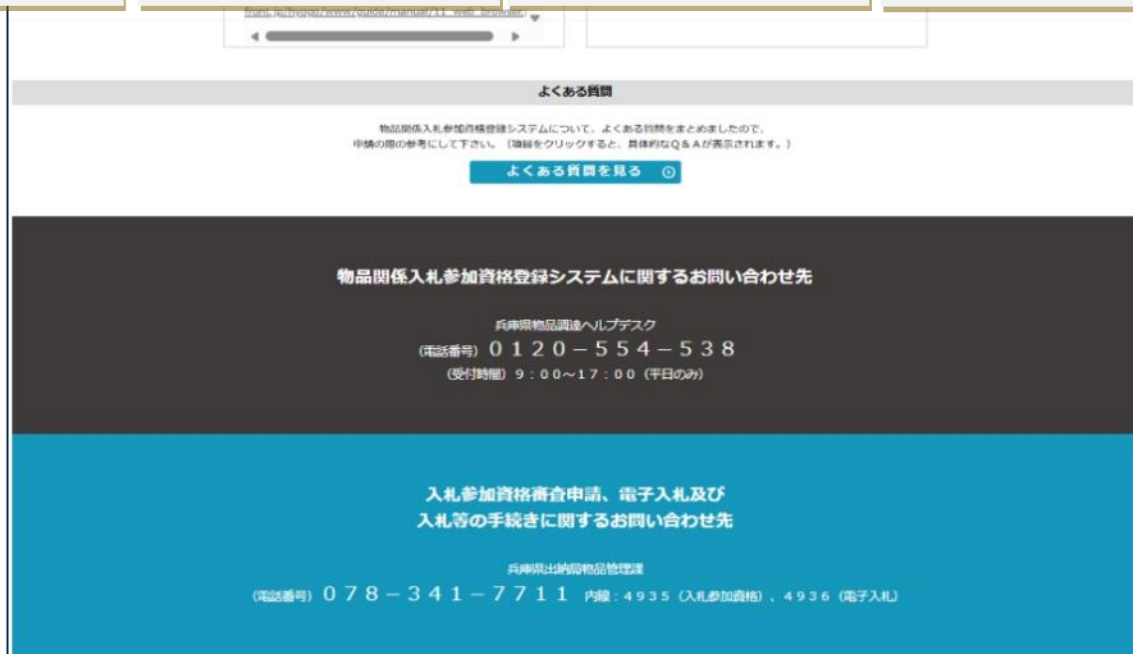 front.jp/hyogo/www/guide/manual/11_web_browser.
よくある質問
物品関係入札参加資格登録システムについて、よくある質問をまとめましたので、
申請の際の参考にして下さい。（項目をクリックすると、具体的なＱ＆Ａが表示されます。）
よくある質問を見る
物品関係入札参加資格登録システムに関するお問い合わせ先
兵庫県物品調達ヘルプデスク
（電話番号）０１２０－５５４－５３８
（受付時間）９：００～１７：００（平日のみ）
入札参加資格審査申請、電子入札及び
入札等の手続きに関するお問い合わせ先
兵庫県出納局物品管理課
（電話番号）０７８－３４１－７７１１ 内線：４９３５（入札参加資格）、４９３６（電子入札）